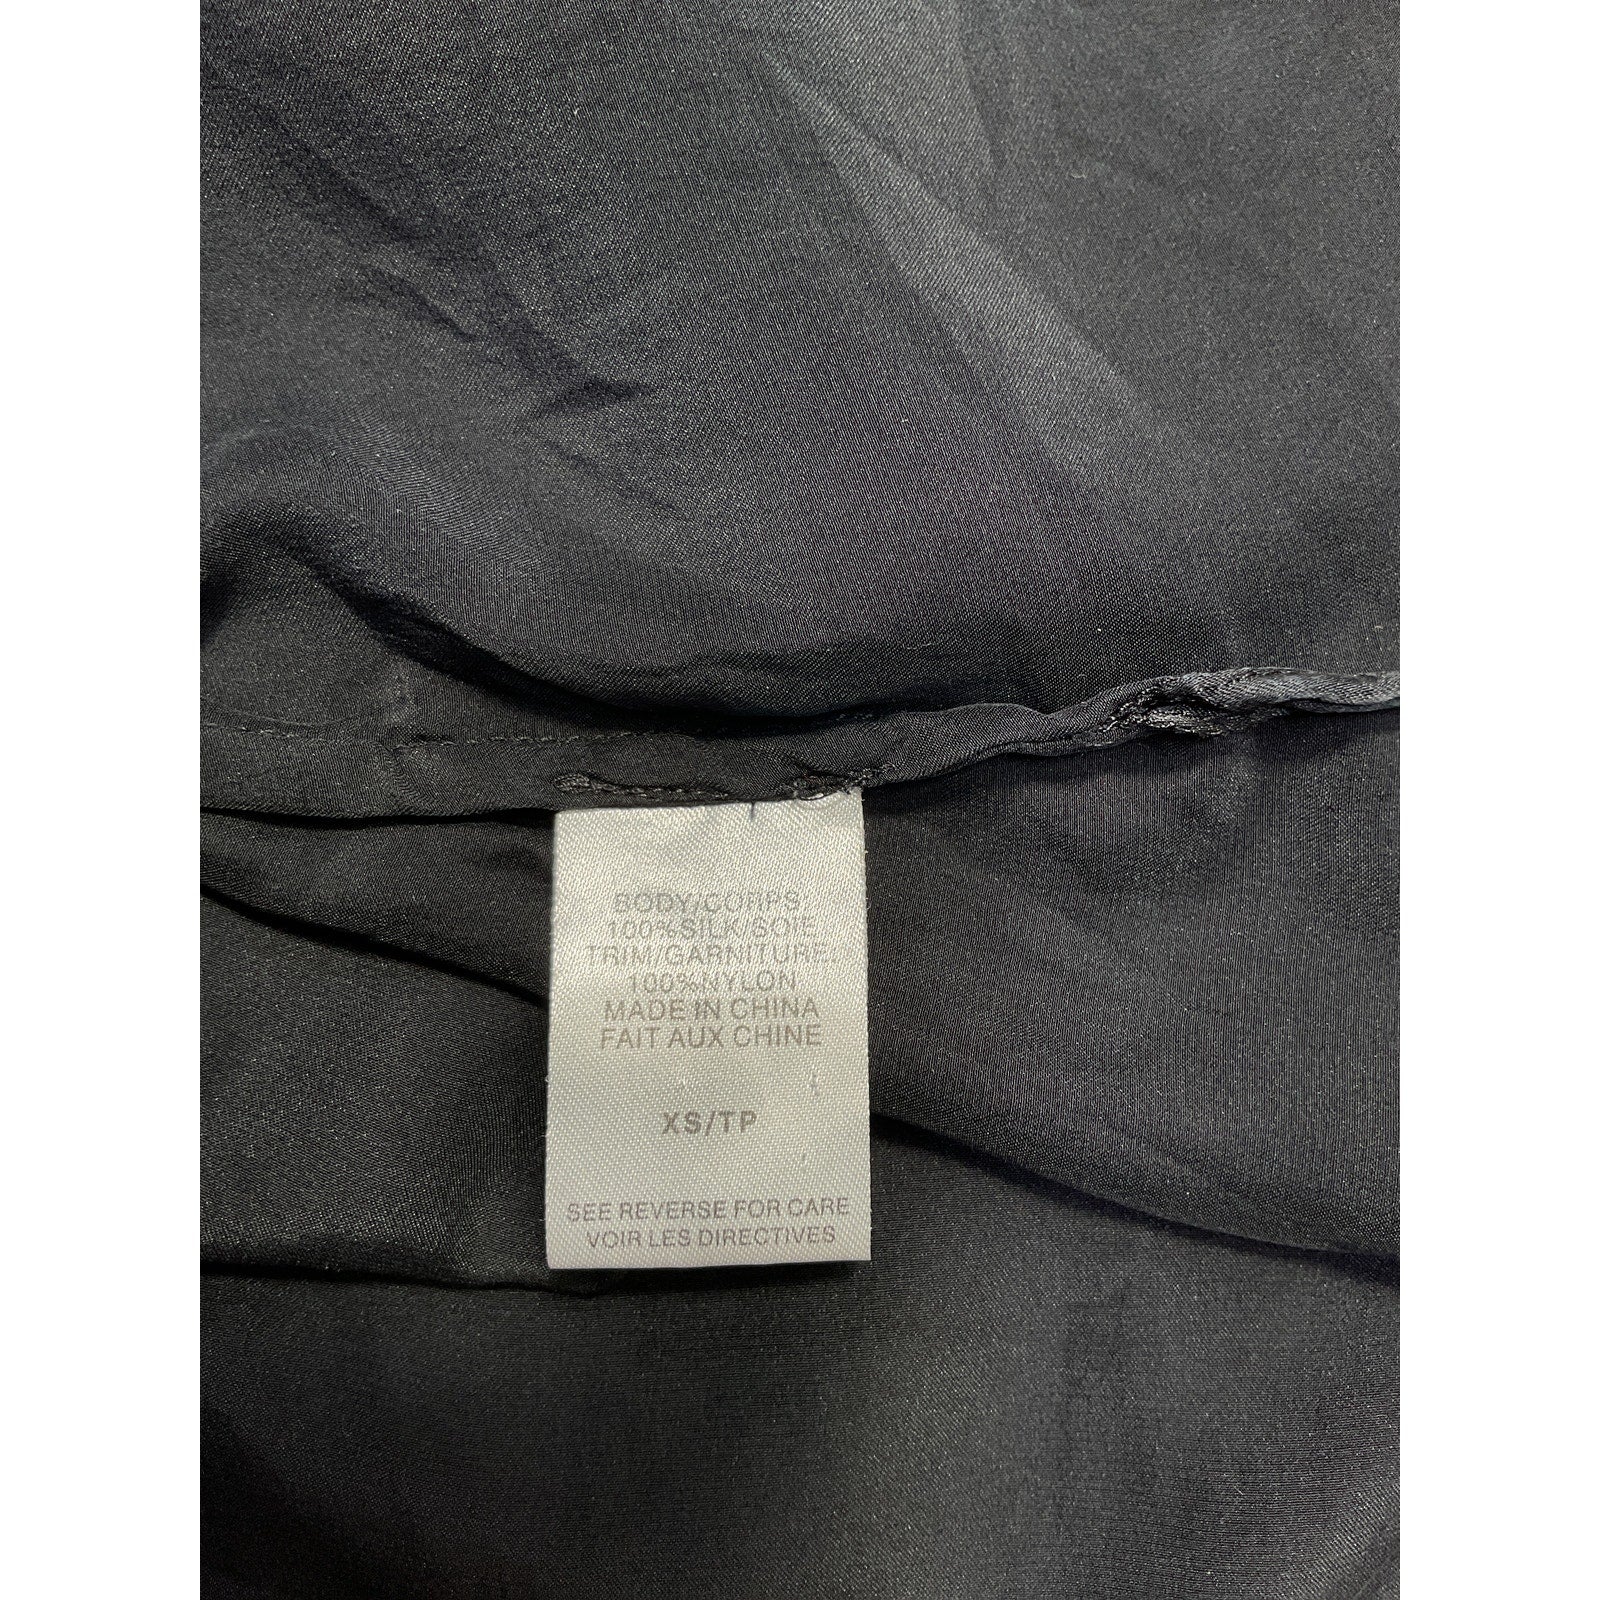 BODY/CORPS
100%SILK/SOIE
TRIM/GARNITURE:
100%NYLON
MADE IN CHINA
FAIT AUX CHINE
XS/TP
SEE REVERSE FOR CARE
VOIR LES DIRECTIVES